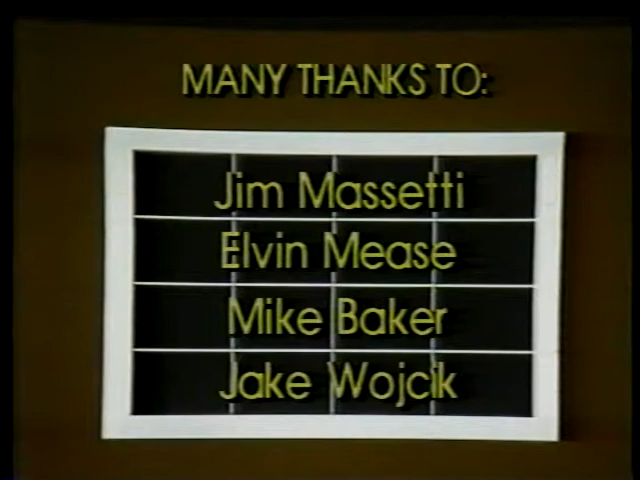 MANY THANKS TO:
Jim Massetti
Elvin Mease
Mike Baker
Jake Wojcik